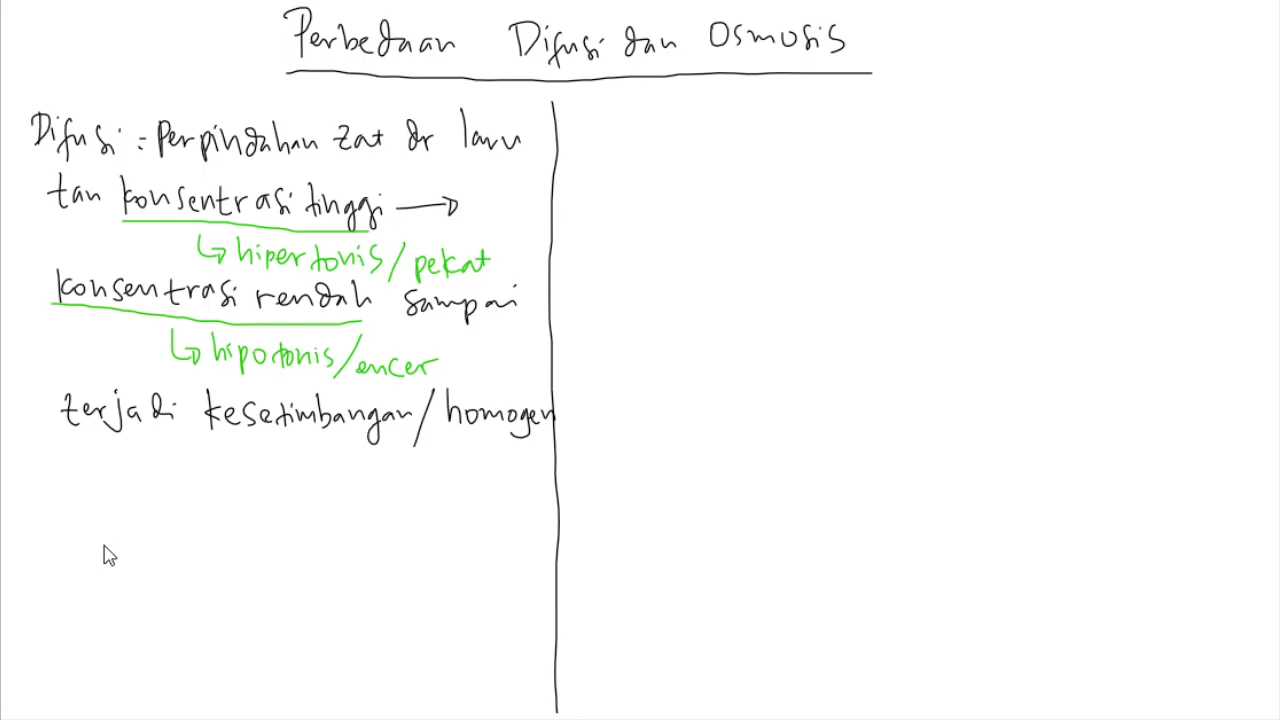 Perbedaan Difusi dan Osmosis
Difusi = Perpindahan zat dr laru
tan konsentrasi tinggi →
↳ hipertonis / pekat
konsentrasi rendah sampai
↳ hipotonis / encer
terjadi kesetimbangan / homogen